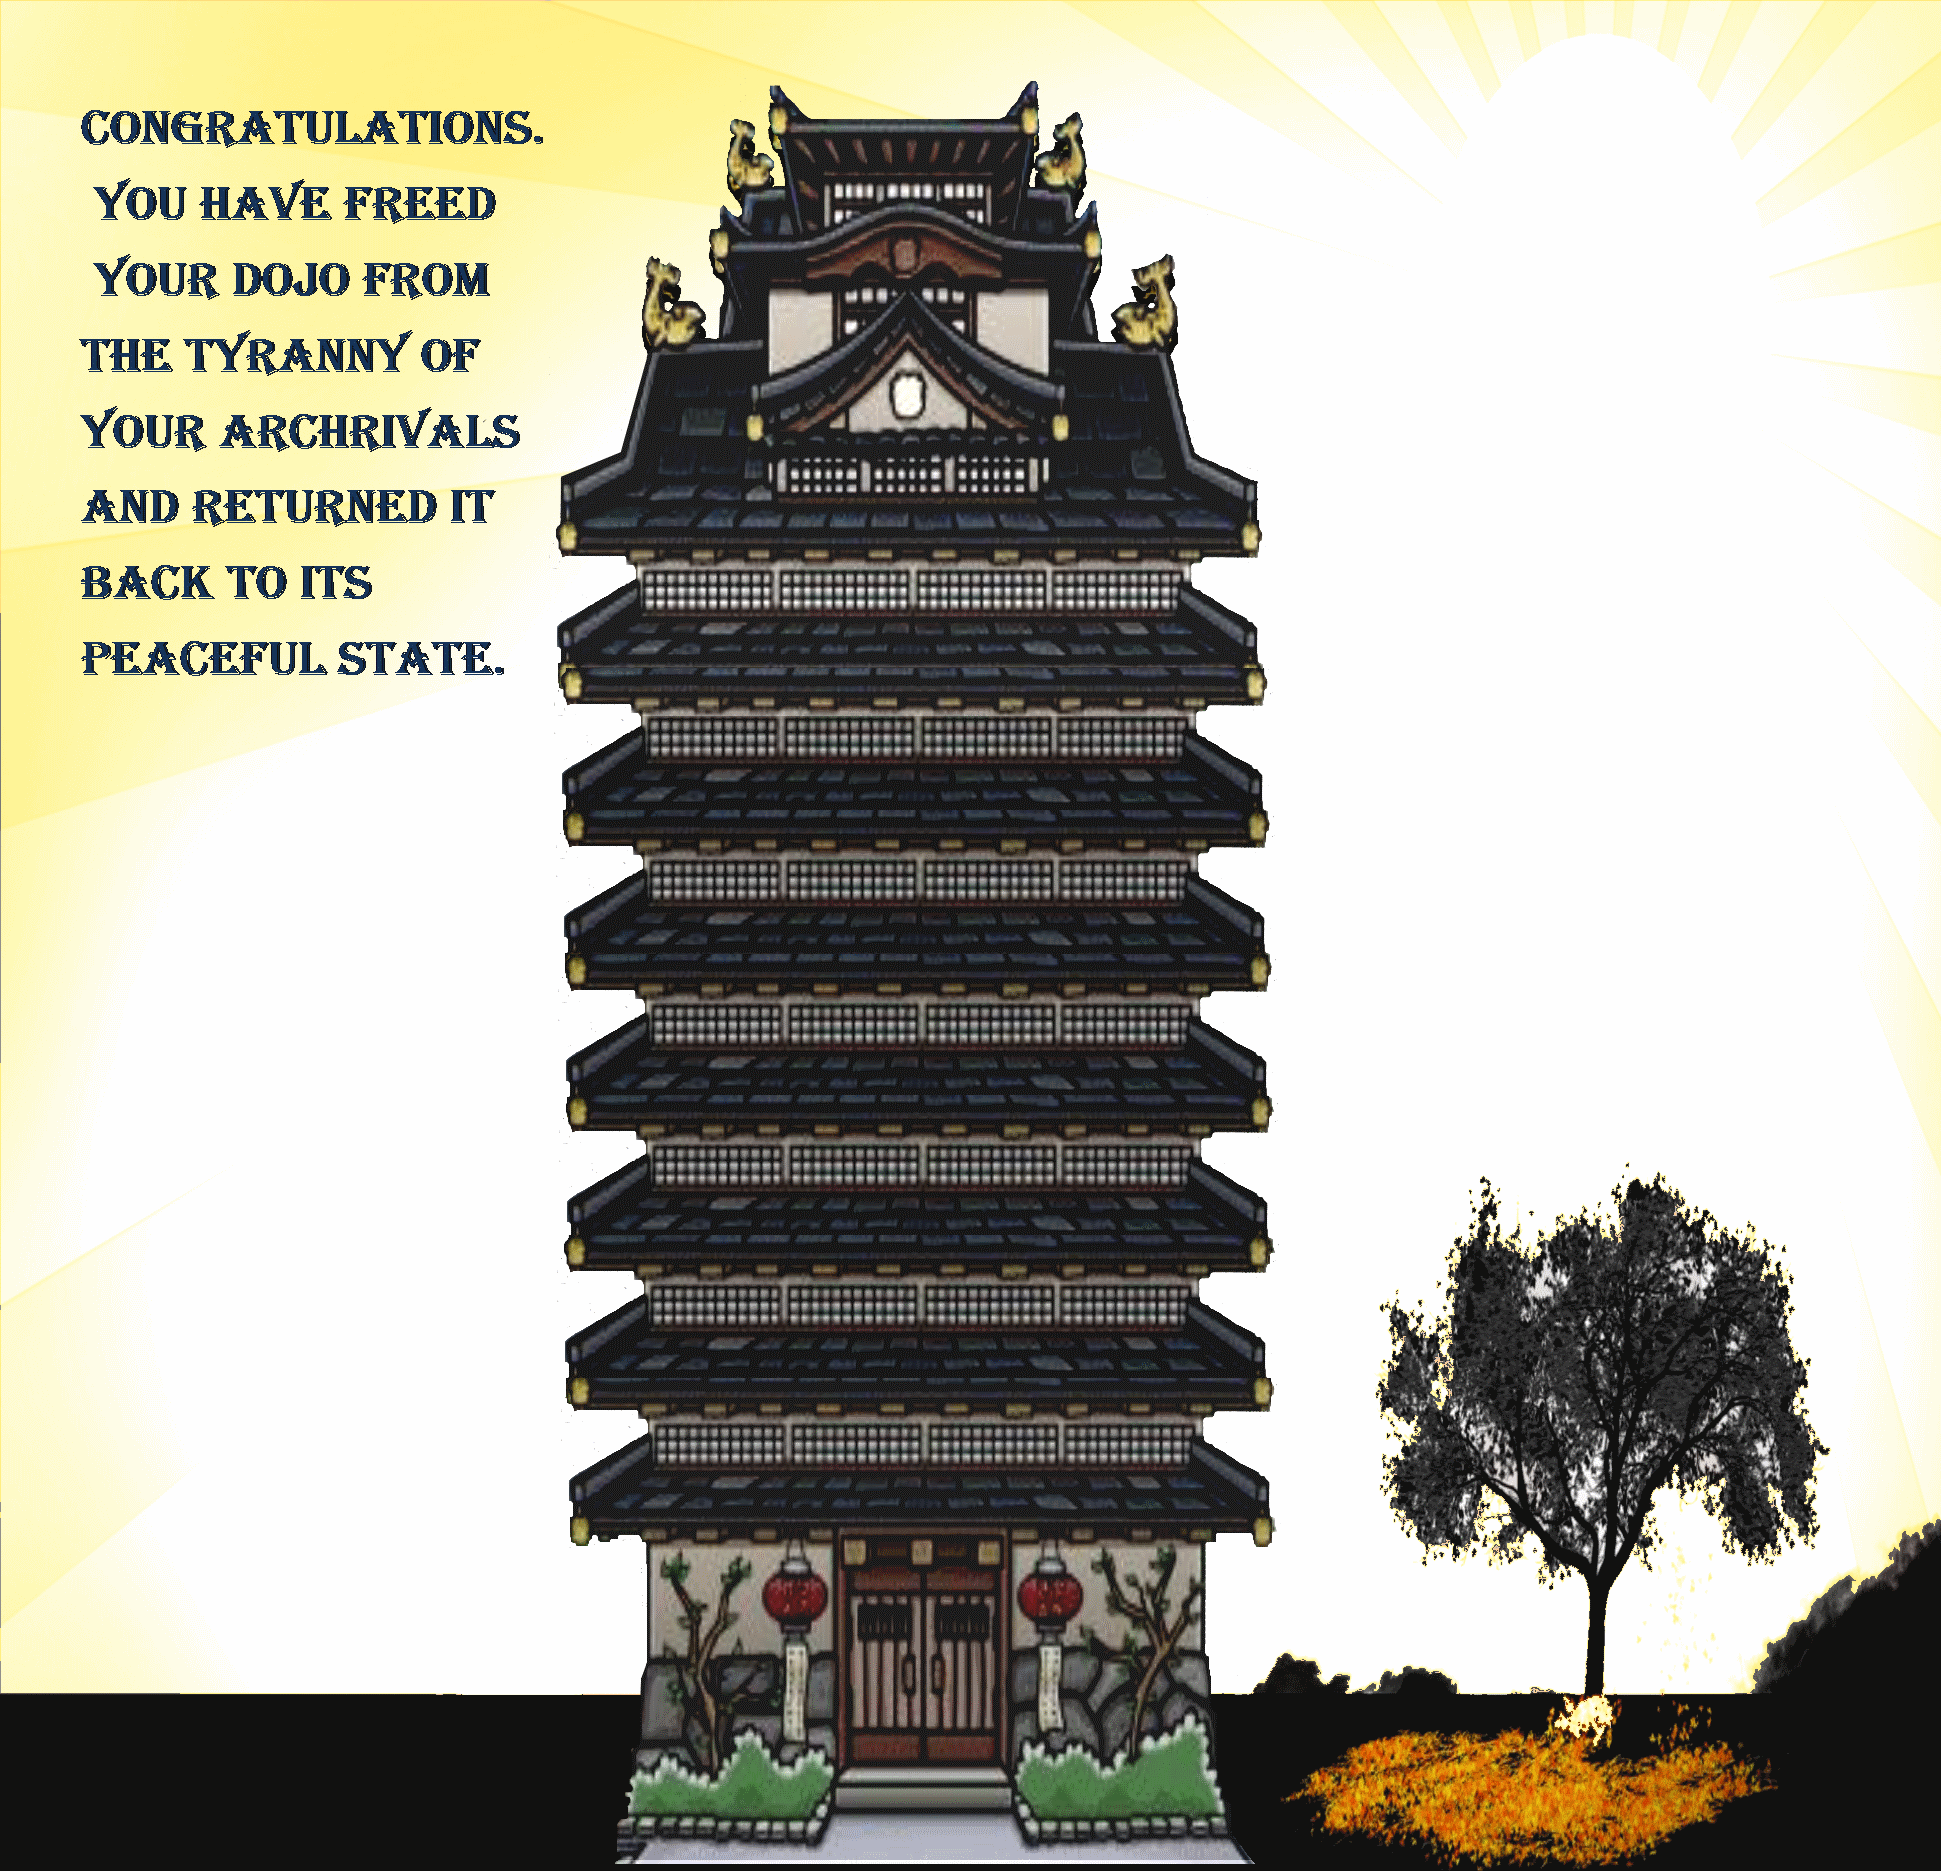 CONGRATULATIONS.
YOU HAVE FREED
YOUR DOJO FROM
THE TYRANNY OF
YOUR ARCHRIVALS
AND RETURNED IT
BACK TO ITS
PEACEFUL STATE.